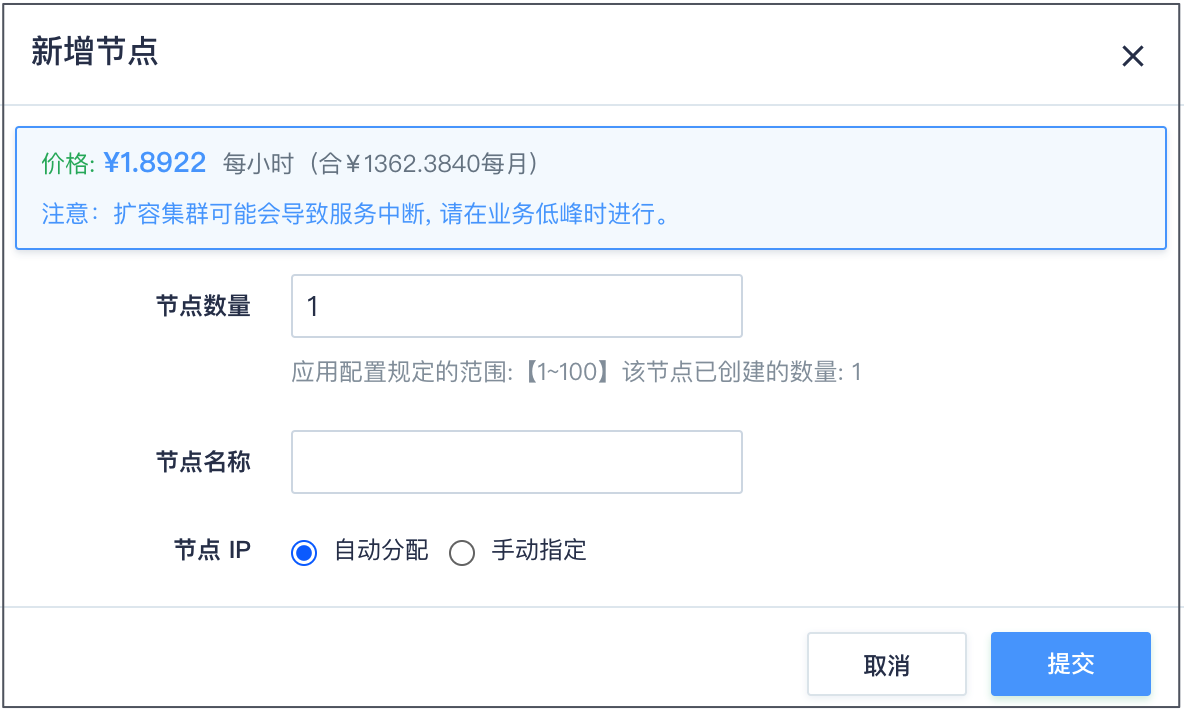 新增节点
价格: ¥1.8922 每小时（合￥1362.3840每月）
注意：扩容集群可能会导致服务中断, 请在业务低峰时进行。
节点数量 1
应用配置规定的范围:【1~100】该节点已创建的数量: 1
节点名称
节点 IP 自动分配 手动指定
取消 提交